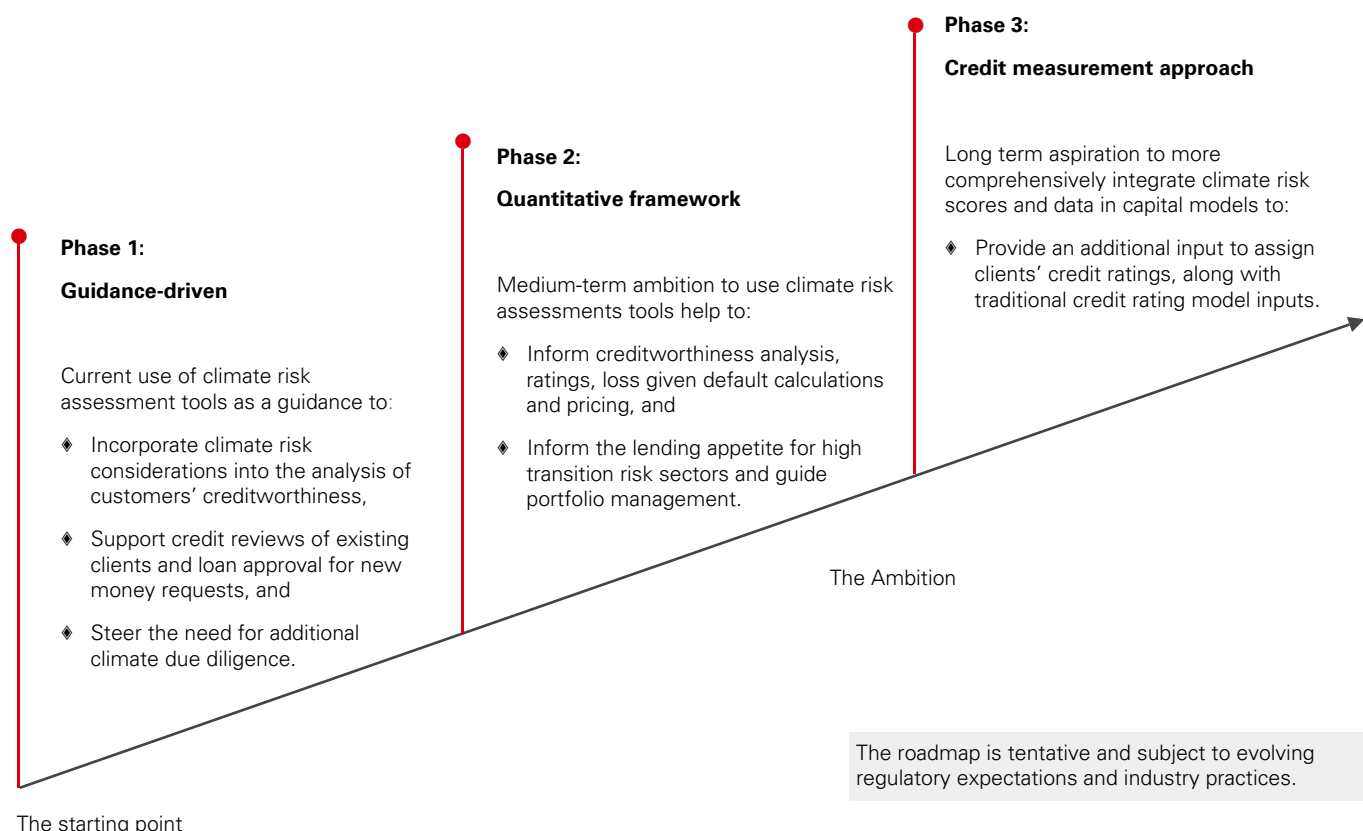 Phase 1:
Guidance-driven
Current use of climate risk
assessment tools as a guidance to:
Incorporate climate risk
considerations into the analysis of
customers’ creditworthiness,
Support credit reviews of existing
clients and loan approval for new
money requests, and
Steer the need for additional
climate due diligence.
Phase 2:
Quantitative framework
Medium-term ambition to use climate risk
assessments tools help to:
Inform creditworthiness analysis,
ratings, loss given default calculations
and pricing, and
Inform the lending appetite for high
transition risk sectors and guide
portfolio management.
Phase 3:
Credit measurement approach
Long term aspiration to more
comprehensively integrate climate risk
scores and data in capital models to:
Provide an additional input to assign
clients’ credit ratings, along with
traditional credit rating model inputs.
The Ambition
The roadmap is tentative and subject to evolving
regulatory expectations and industry practices.
The starting point